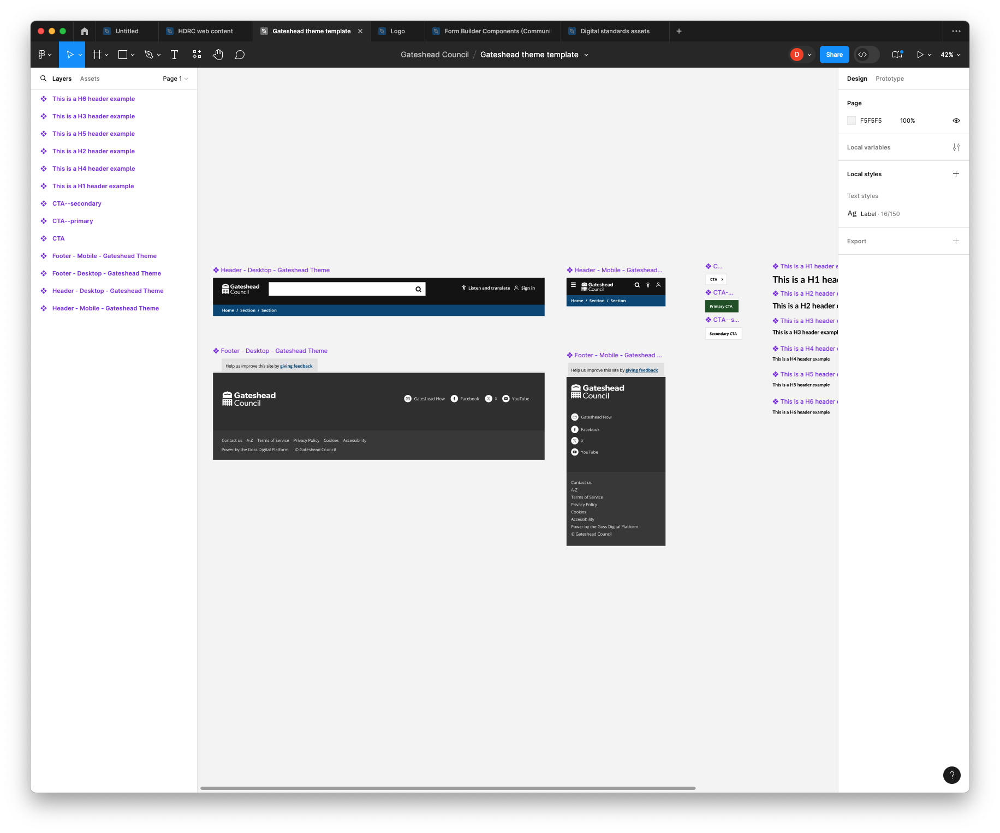 Untitled
HDRC web content
Gateshead theme template
Logo
Form Builder Components (Communi
Digital standards assets
Gateshead Council / Gateshead theme template
D
Share
42%
Layers
Assets
Page 1
This is a H6 header example
This is a H3 header example
This is a H5 header example
This is a H2 header example
This is a H4 header example
This is a H1 header example
CTA--secondary
CTA--primary
CTA
Footer - Mobile - Gateshead Theme
Footer - Desktop - Gateshead Theme
Header - Desktop - Gateshead Theme
Header - Mobile - Gateshead Theme
Header - Desktop - Gateshead Theme
Gateshead
Council
Listen and translate
Sign in
Home / Section / Section
Footer - Desktop - Gateshead Theme
Help us improve this site by giving feedback
Gateshead
Council
Gateshead Now
Facebook
X
YouTube
Contact us A-Z Terms of Service Privacy Policy Cookies Accessibility
Power by the Goss Digital Platform © Gateshead Council
Header - Mobile - Gateshead...
Gateshead
Council
Home / Section / Section
Footer - Mobile - Gateshead ...
Help us improve this site by giving feedback
Gateshead
Council
Gateshead Now
Facebook
X
YouTube
Contact us
A-Z
Terms of Service
Privacy Policy
Cookies
Accessibility
Power by the Goss Digital Platform
© Gateshead Council
C...
CTA
CTA-...
Primary CTA
CTA--s...
Secondary CTA
This is a H1 header e
This is a H1 hea
This is a H2 header
This is a H2 header
This is a H3 header
This is a H3 header exampl
This is a H4 header
This is a H4 header example
This is a H5 header
This is a H5 header example
This is a H6 header
This is a H6 header example
Design
Prototype
Page
F5F5F5
100%
Local variables
Local styles
Text styles
Ag Label · 16/150
Export
?